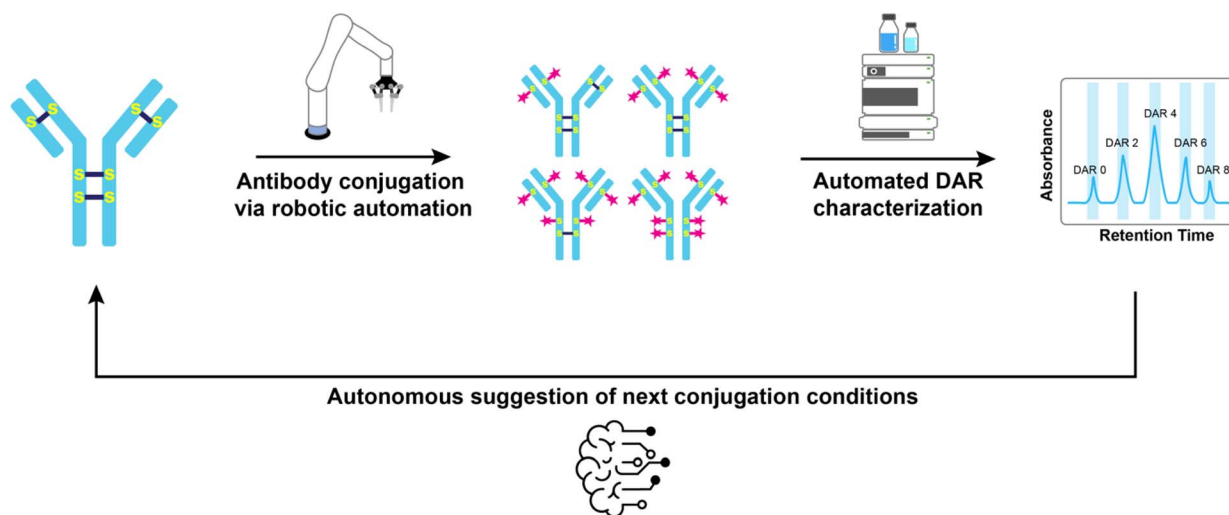 S S S S
S S
S S
Antibody conjugation
via robotic automation
S S S S
S S
S S
S S S S
S S
S S
S S S S
S S
S S
S S S S
S S
S S
Automated DAR
characterization
Absorbance
DAR 0
DAR 2
DAR 4
DAR 6
DAR 8
Retention Time
Autonomous suggestion of next conjugation conditions